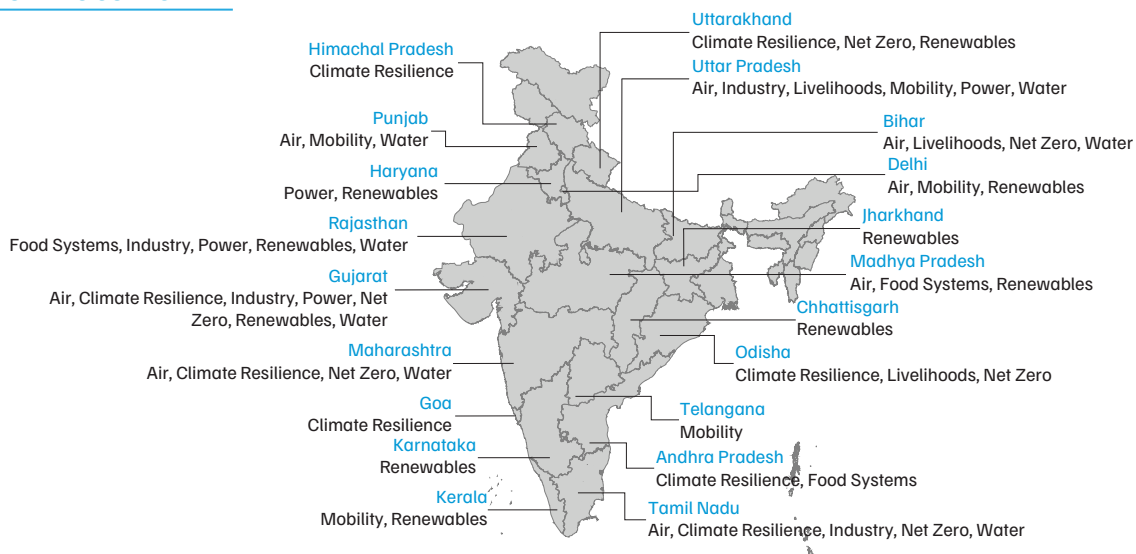 Uttarakhand
Climate Resilience, Net Zero, Renewables
Himachal Pradesh
Climate Resilience
Uttar Pradesh
Air, Industry, Livelihoods, Mobility, Power, Water
Punjab
Air, Mobility, Water
Bihar
Air, Livelihoods, Net Zero, Water
Haryana
Power, Renewables
Delhi
Air, Mobility, Renewables
Rajasthan
Food Systems, Industry, Power, Renewables, Water
Jharkhand
Renewables
Gujarat
Air, Climate Resilience, Industry, Power, Net
Zero, Renewables, Water
Madhya Pradesh
Air, Food Systems, Renewables
Chhattisgarh
Renewables
Maharashtra
Air, Climate Resilience, Net Zero, Water
Odisha
Climate Resilience, Livelihoods, Net Zero
Goa
Climate Resilience
Telangana
Mobility
Karnataka
Renewables
Andhra Pradesh
Climate Resilience, Food Systems
Kerala
Mobility, Renewables
Tamil Nadu
Air, Climate Resilience, Industry, Net Zero, Water